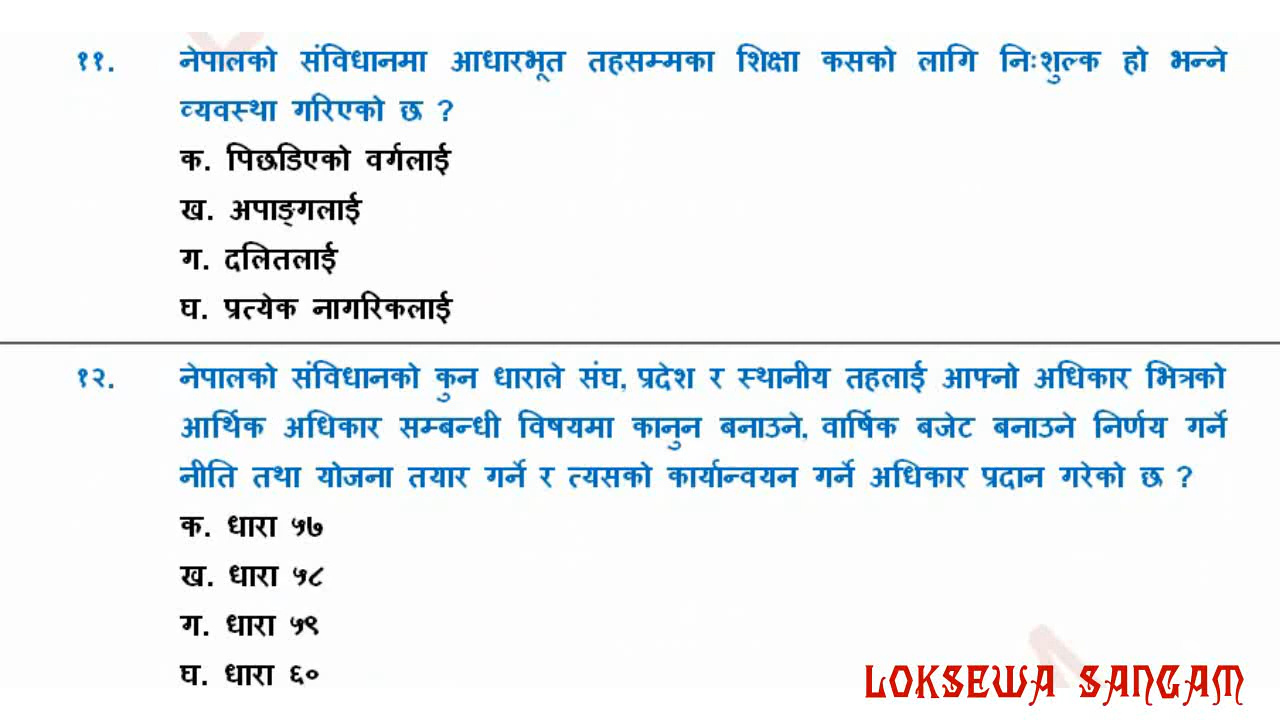 ११. नेपालको संविधानमा आधारभूत तहसम्मका शिक्षा कसको लागि निःशुल्क हो भन्ने
व्यवस्था गरिएको छ ?
क. पिछडिएको वर्गलाई
ख. अपाङ्गलाई
ग. दलितलाई
घ. प्रत्येक नागरिकलाई
१२. नेपालको संविधानको कुन धाराले संघ, प्रदेश र स्थानीय तहलाई आफ्नो अधिकार भित्रको
आर्थिक अधिकार सम्बन्धी विषयमा कानुन बनाउने, वार्षिक बजेट बनाउने निर्णय गर्ने
नीति तथा योजना तयार गर्ने र त्यसको कार्यान्वयन गर्ने अधिकार प्रदान गरेको छ ?
क. धारा ५७
ख. धारा ५८
ग. धारा ५९
घ. धारा ६०
LOKSEWA SANGAM